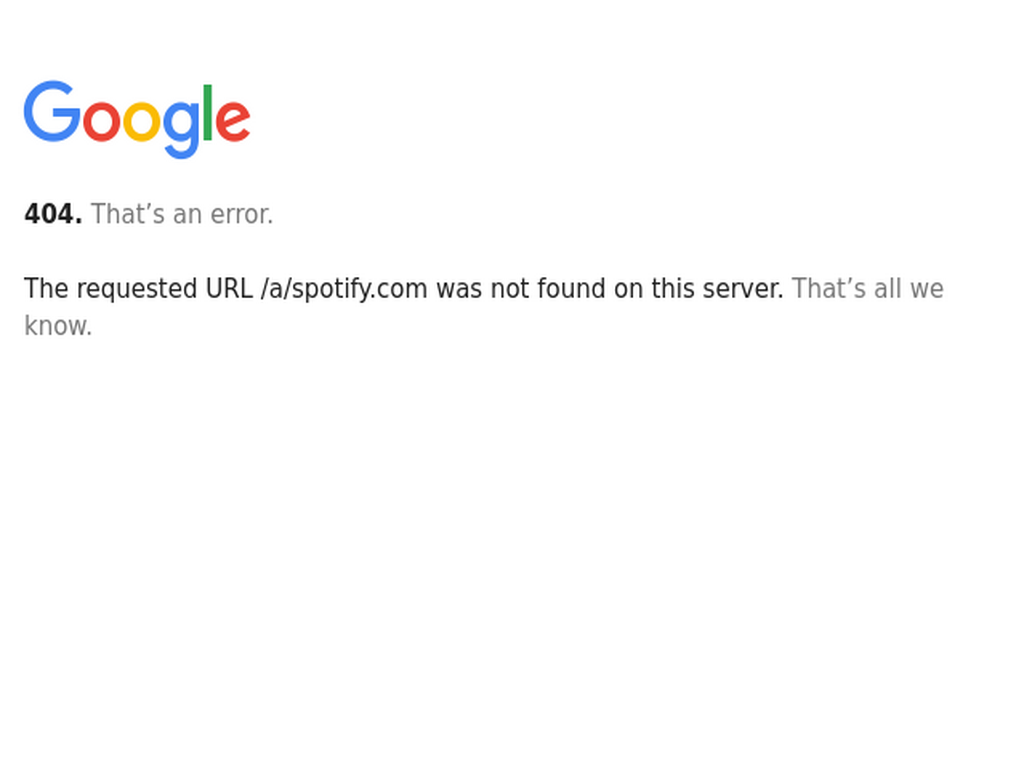 Google
404. That’s an error.
The requested URL /a/spotify.com was not found on this server. That’s all we
know.